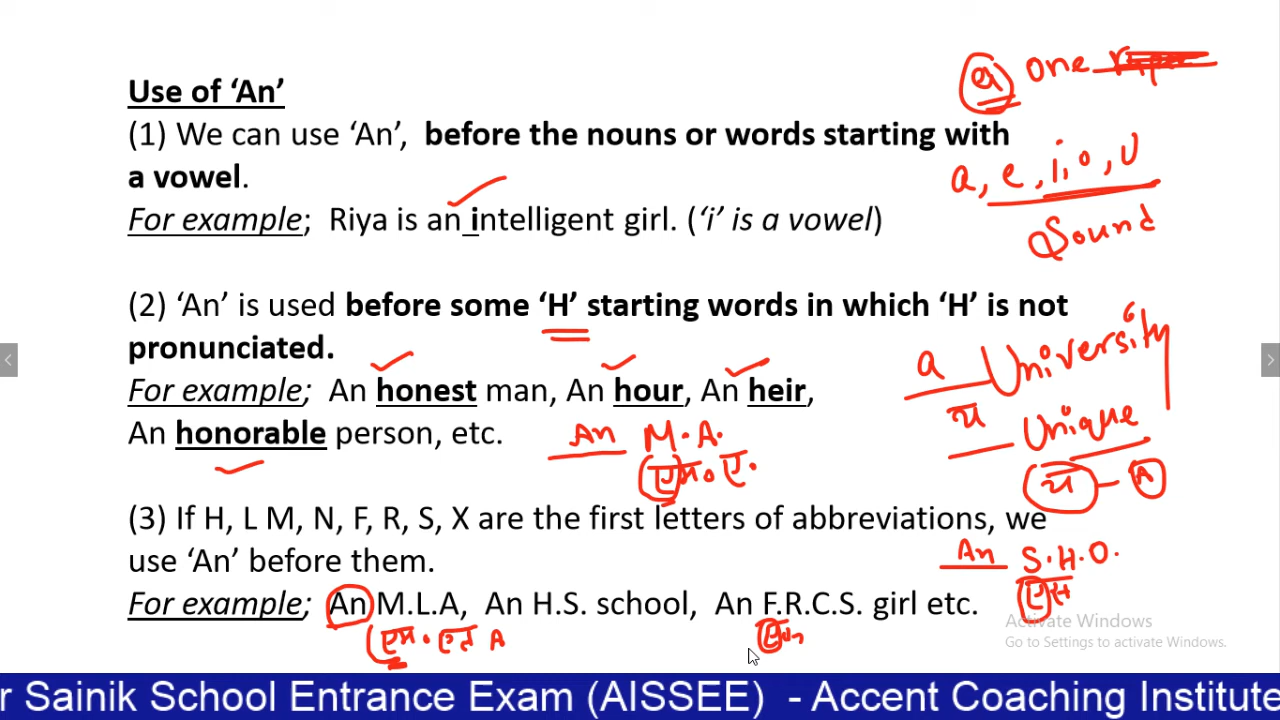 Use of ‘An’
(1) We can use ‘An’, before the nouns or words starting with
a vowel.
For example; Riya is an intelligent girl. (‘i’ is a vowel)
(2) ‘An’ is used before some ‘H’ starting words in which ‘H’ is not
pronunciated.
For example; An honest man, An hour, An heir,
An honorable person, etc.
An M.A.
एम॰ ए.
(3) If H, L M, N, F, R, S, X are the first letters of abbreviations, we
use ‘An’ before them.
For example; An M.L.A, An H.S. school, An F.R.C.S. girl etc.
एम॰ एल A
one
a, e, i, o, U
Sound
a University
य
Unique
य - A
An S.H.O.
एस
Activate Windows
Go to Settings to activate Windows.
r Sainik School Entrance Exam (AISSEE) - Accent Coaching Institute